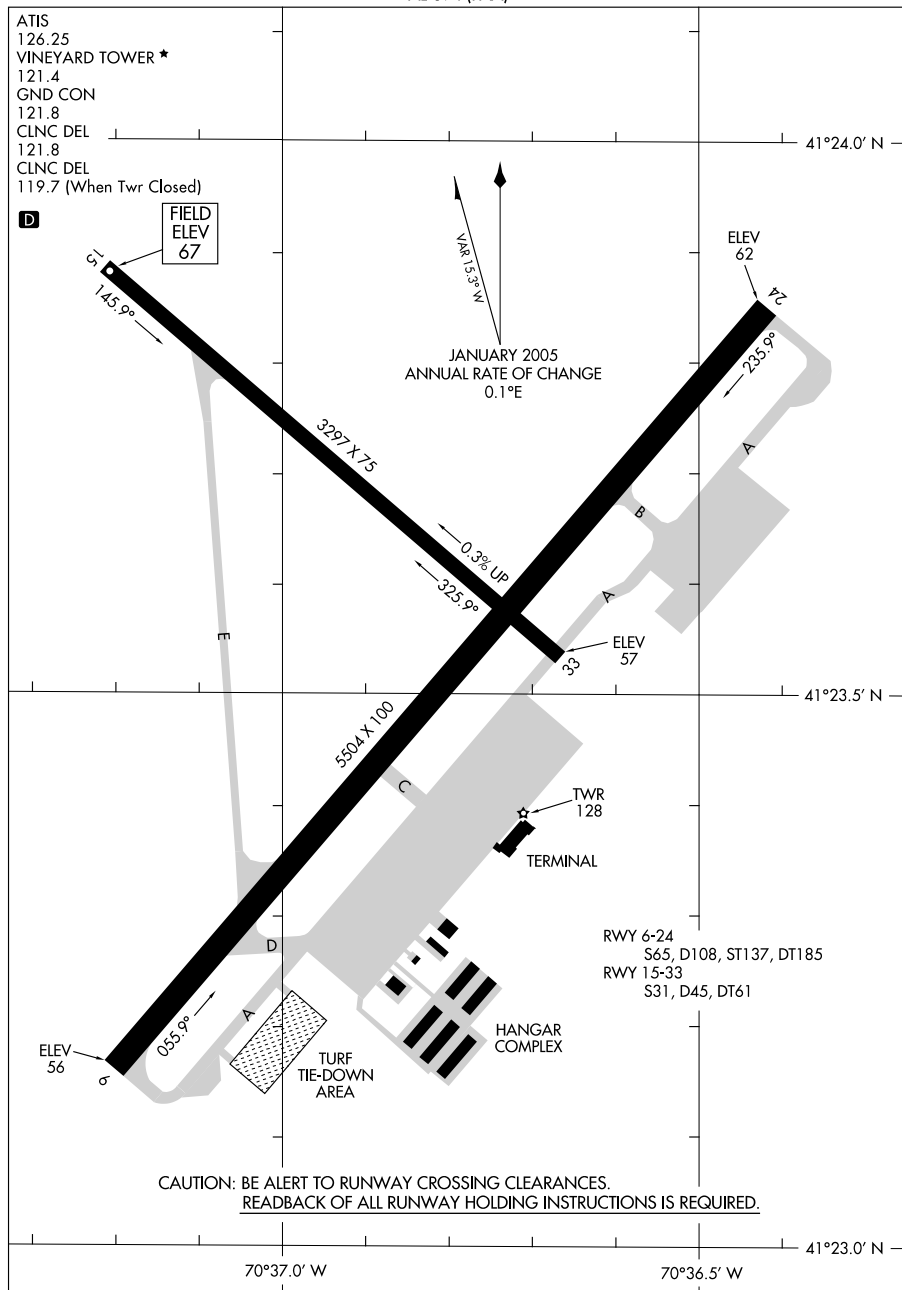 ATIS
126.25
VINEYARD TOWER ★
121.4
GND CON
121.8
CLNC DEL
121.8
CLNC DEL
119.7 (When Twr Closed)
D
FIELD
ELEV
67
15
145.9°
VAR 15.3° W
JANUARY 2005
ANNUAL RATE OF CHANGE
0.1°E
41°24.0' N
ELEV
62
24
235.9°
A
3297 X 75
B
0.3% UP
325.9°
A
ELEV
57
33
E
41°23.5' N
5504 X 100
C
TWR
128
TERMINAL
D
RWY 6-24
S65, D108, ST137, DT185
RWY 15-33
S31, D45, DT61
055.9°
A
ELEV
56
6
TURF
TIE-DOWN
AREA
HANGAR
COMPLEX
CAUTION: BE ALERT TO RUNWAY CROSSING CLEARANCES.
READBACK OF ALL RUNWAY HOLDING INSTRUCTIONS IS REQUIRED.
41°23.0' N
70°37.0' W
70°36.5' W